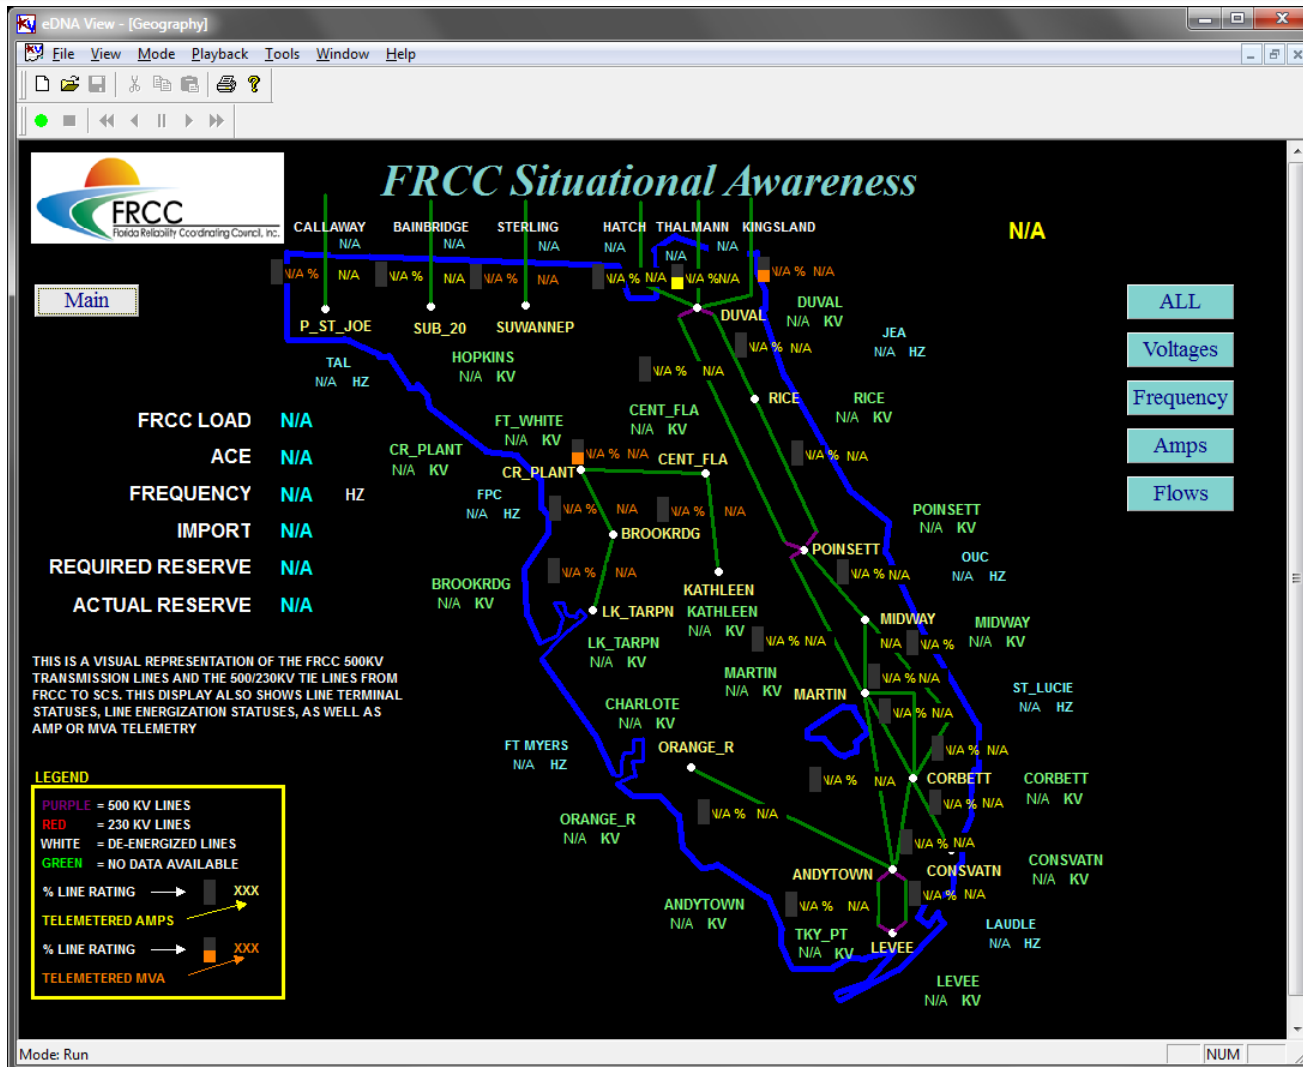 eDNA View - [Geography]
File View Mode Playback Tools Window Help
FRCC
Florida Reliability Coordinating Council, Inc.
FRCC Situational Awareness
CALLAWAY BAINBRIDGE STERLING HATCH THALMANN KINGSLAND
N/A N/A N/A N/A N/A N/A
N/A
N/A % N/A N/A % N/A N/A % N/A N/A % N/A N/A % N/A N/A % N/A
Main
P_ST_JOE SUB_20 SUWANNEP DUVAL
DUVAL
N/A KV
JEA
N/A HZ
ALL
Voltages
Frequency
Amps
Flows
TAL
N/A HZ
HOPKINS
N/A KV
N/A % N/A
N/A % N/A
RICE
RICE
N/A KV
FRCC LOAD N/A
ACE N/A
FREQUENCY N/A HZ
IMPORT N/A
REQUIRED RESERVE N/A
ACTUAL RESERVE N/A
FT_WHITE
N/A KV
CENT_FLA
N/A KV
CR_PLANT
N/A KV
N/A % N/A
CR_PLANT
CENT_FLA
N/A % N/A
FPC
N/A HZ
N/A % N/A
N/A % N/A
BROOKRDG
POINSETT
POINSETT
N/A KV
OUC
N/A HZ
BROOKRDG
N/A KV
N/A % N/A
KATHLEEN
KATHLEEN
N/A KV
N/A % N/A
LK_TARPN
LK_TARPN
N/A KV
MIDWAY
MIDWAY
N/A KV
N/A % N/A
N/A N/A %
MARTIN
N/A KV
MARTIN
N/A % N/A
ST_LUCIE
N/A HZ
N/A % N/A
CHARLOTE
N/A KV
FT MYERS
N/A HZ
ORANGE_R
N/A % N/A
N/A % N/A
CORBETT
CORBETT
N/A KV
N/A % N/A
ORANGE_R
N/A KV
N/A % N/A
N/A % N/A
ANDYTOWN
CONSVATN
CONSVATN
N/A KV
ANDYTOWN
N/A KV
N/A % N/A
N/A % N/A
TKY_PT
N/A KV
LEVEE
LAUDLE
N/A HZ
LEVEE
N/A KV
THIS IS A VISUAL REPRESENTATION OF THE FRCC 500KV
TRANSMISSION LINES AND THE 500/230KV TIE LINES FROM
FRCC TO SCS. THIS DISPLAY ALSO SHOWS LINE TERMINAL
STATUSES, LINE ENERGIZATION STATUSES, AS WELL AS
AMP OR MVA TELEMETRY
LEGEND
PURPLE = 500 KV LINES
RED = 230 KV LINES
WHITE = DE-ENERGIZED LINES
GREEN = NO DATA AVAILABLE
% LINE RATING XXX
TELEMETERED AMPS
% LINE RATING XXX
TELEMETERED MVA
Mode: Run
NUM